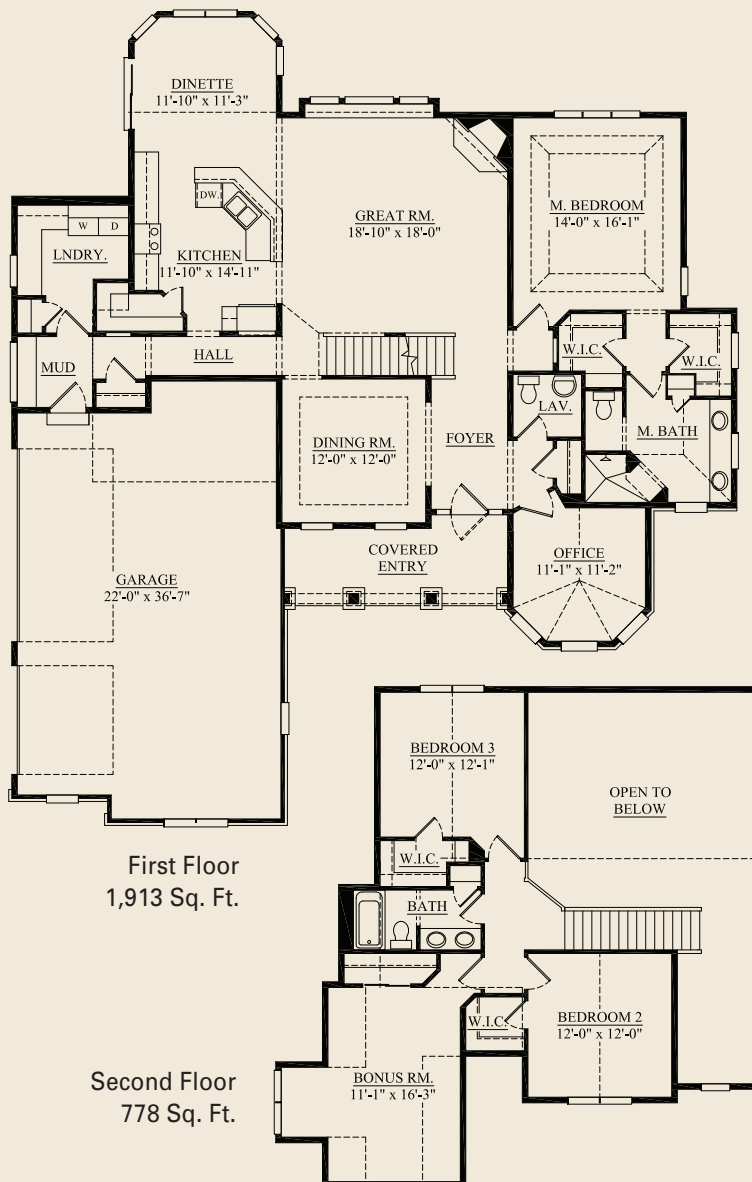 DINETTE
11'-10" x 11'-3"
GREAT RM.
18'-10" x 18'-0"
M. BEDROOM
14'-0" x 16'-1"
DW.
W D
LNDRY.
KITCHEN
11'-10" x 14'-11"
HALL
MUD
W.I.C.
W.I.C.
LAV.
M. BATH
DINING RM.
12'-0" x 12'-0"
FOYER
COVERED
ENTRY
OFFICE
11'-1" x 11'-2"
GARAGE
22'-0" x 36'-7"
First Floor
1,913 Sq. Ft.
BEDROOM 3
12'-0" x 12'-1"
OPEN TO
BELOW
W.I.C.
BATH
W.I.C.
BEDROOM 2
12'-0" x 12'-0"
BONUS RM.
11'-1" x 16'-3"
Second Floor
778 Sq. Ft.